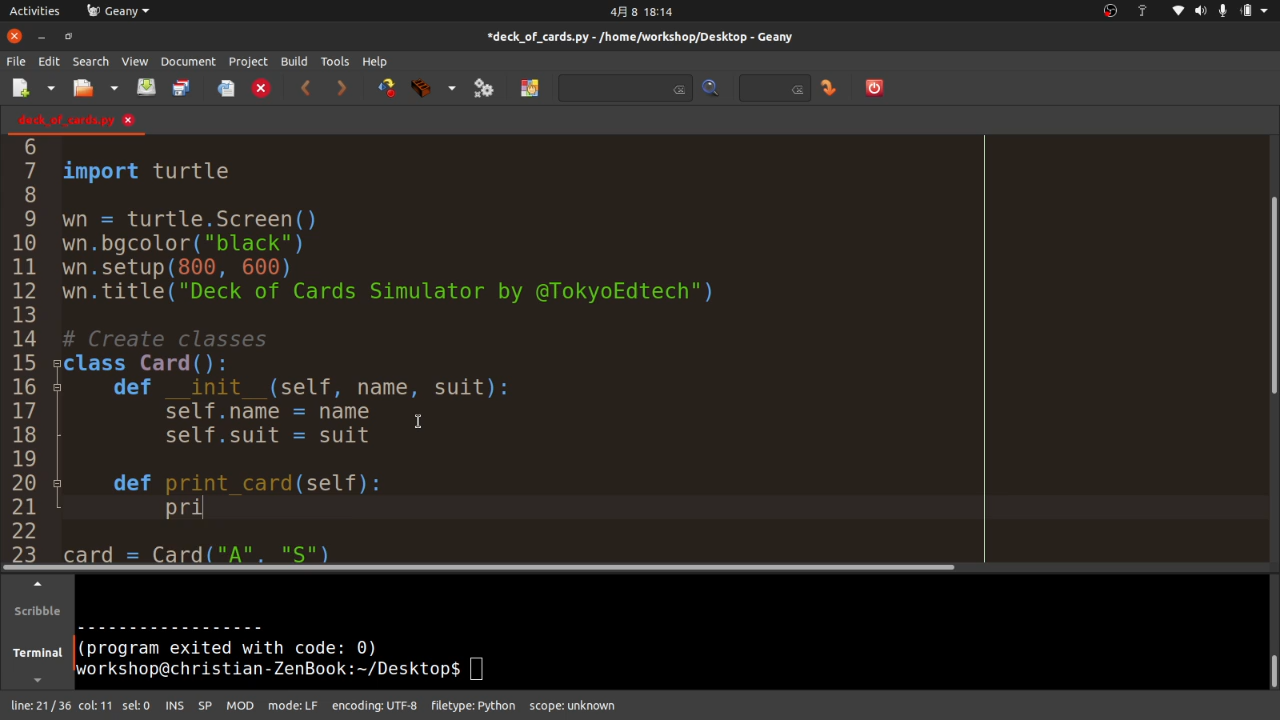 Activities Geany 4月 8 18:14
*deck_of_cards.py - /home/workshop/Desktop - Geany
File Edit Search View Document Project Build Tools Help
deck_of_cards.py
6
7 import turtle
8
9 wn = turtle.Screen()
10 wn.bgcolor("black")
11 wn.setup(800, 600)
12 wn.title("Deck of Cards Simulator by @TokyoEdtech")
13
14 # Create classes
15 class Card():
16 def __init__(self, name, suit):
17 self.name = name
18 self.suit = suit
19
20 def print_card(self):
21 pri
22
23 card = Card("A", "S")
Scribble
Terminal
------------------
(program exited with code: 0)
workshop@christian-ZenBook:~/Desktop$
line: 21 / 36 col: 11 sel: 0 INS SP MOD mode: LF encoding: UTF-8 filetype: Python scope: unknown